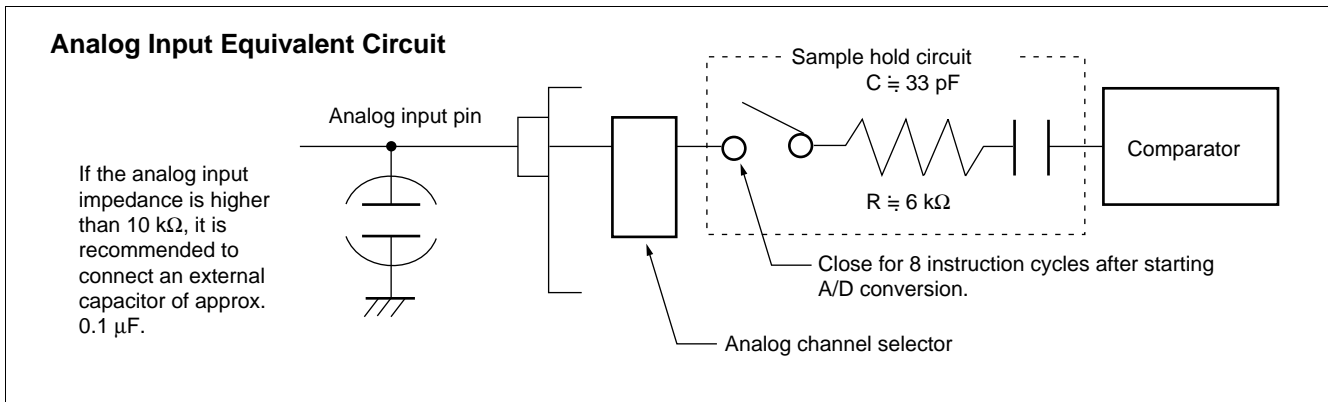 Analog Input Equivalent Circuit
Sample hold circuit
C ≒ 33 pF
Analog input pin
Comparator
If the analog input
impedance is higher
than 10 kΩ, it is
recommended to
connect an external
capacitor of approx.
0.1 µF.
R ≒ 6 kΩ
Close for 8 instruction cycles after starting
A/D conversion.
Analog channel selector